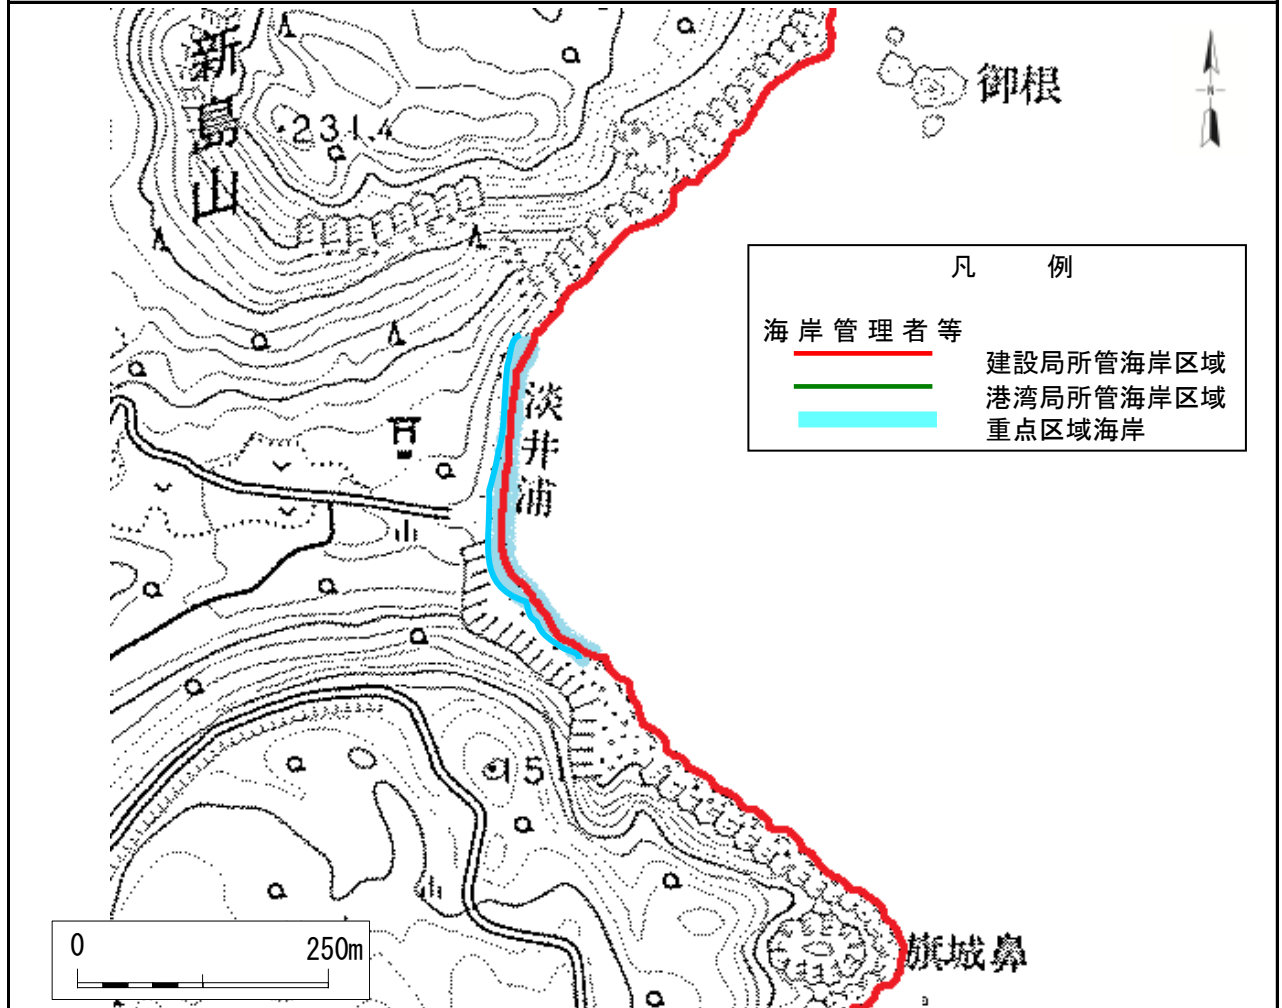 新島山
231.4
御根
N
凡 例
海岸管理者等
建設局所管海岸区域
港湾局所管海岸区域
重点区域海岸
淡井浦
151
旗城鼻
0 250m